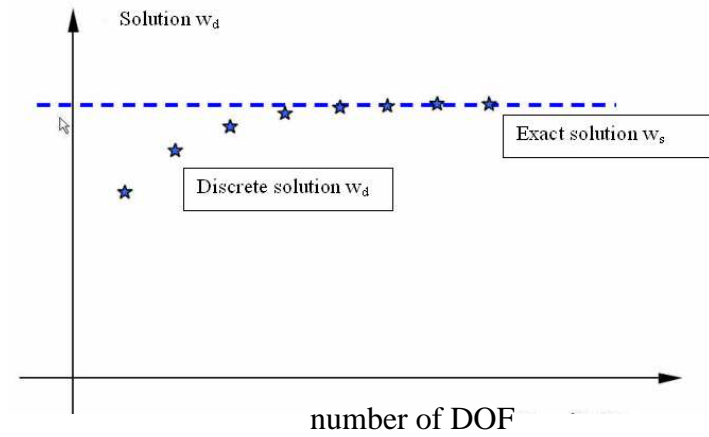 Solution w_d
Exact solution w_s
Discrete solution w_d
number of DOF